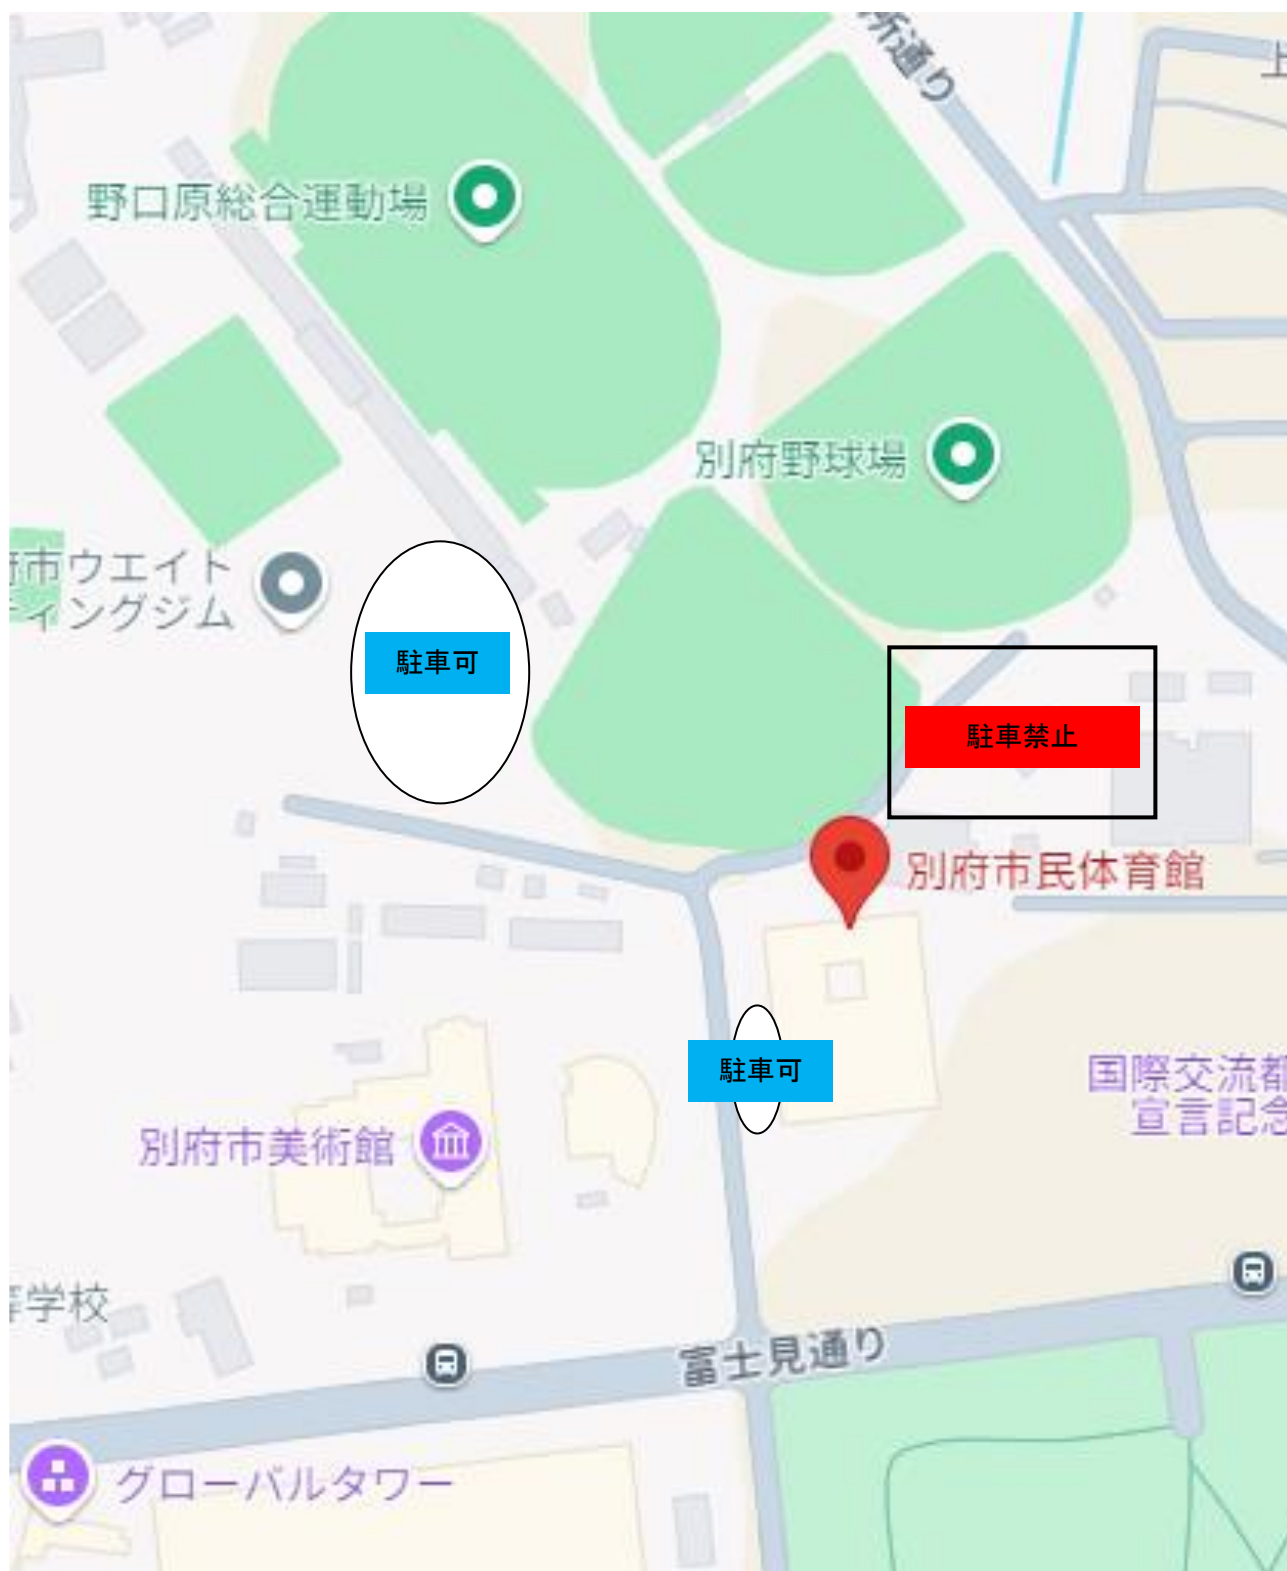 所通り
上
野口原総合運動場
別府野球場
市ウエイト
ィングジム
駐車可
駐車禁止
別府市民体育館
駐車可
国際交流都
宣言記念
別府市美術館
等学校
富士見通り
グローバルタワー